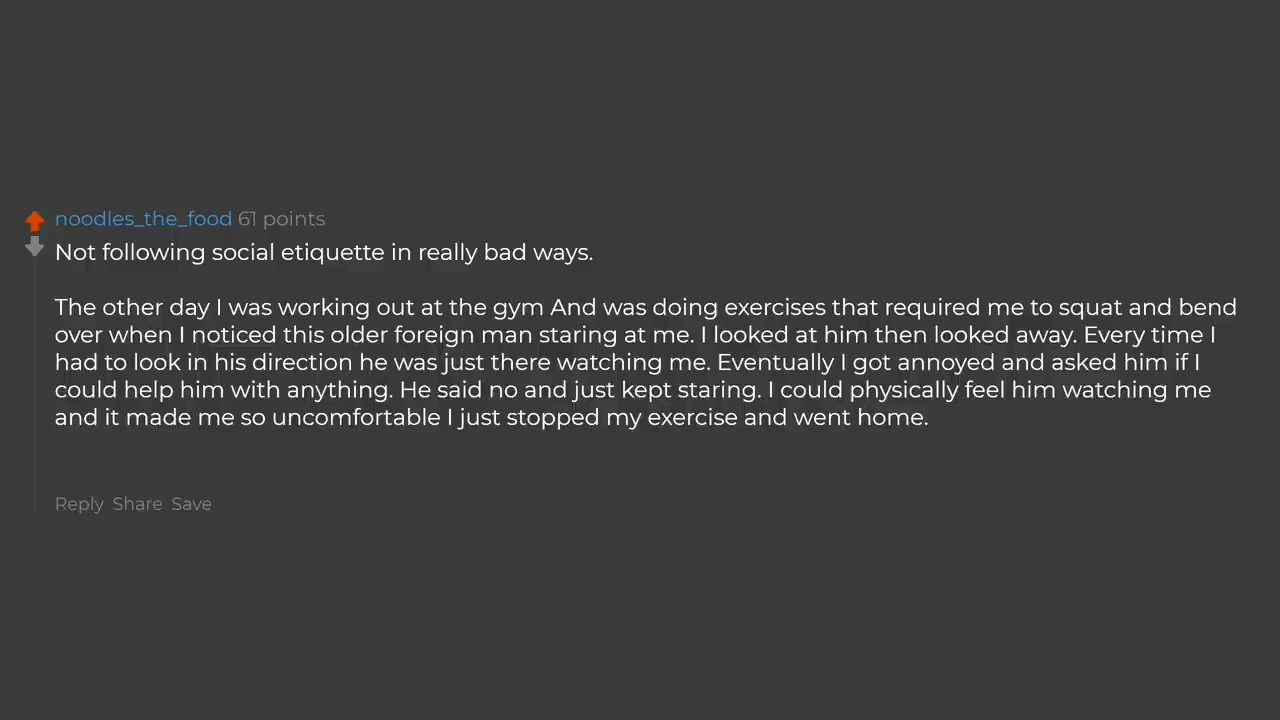 noodles_the_food 61 points
Not following social etiquette in really bad ways.
The other day I was working out at the gym And was doing exercises that required me to squat and bend
over when I noticed this older foreign man staring at me. I looked at him then looked away. Every time I
had to look in his direction he was just there watching me. Eventually I got annoyed and asked him if I
could help him with anything. He said no and just kept staring. I could physically feel him watching me
and it made me so uncomfortable I just stopped my exercise and went home.
Reply Share Save